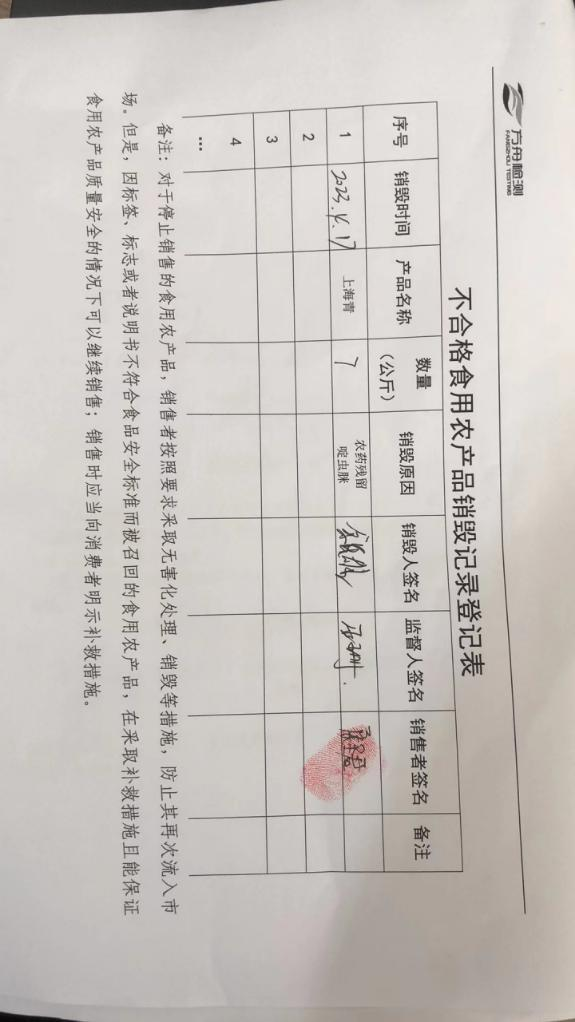 方舟检测
FANGZHOU TESTING
不合格食用农产品销毁记录登记表
序号 销毁时间 产品名称 数量（公斤） 销毁原因 销毁人签名 监督人签名 销售者签名 备注
1 2023.4.17 上海青 7 农药残留 啶虫脒
2
3
4
...
备注：对于停止销售的食用农产品，销售者按照要求采取无害化处理、销毁等措施，防止其再次流入市
场。但是，因标签、标志或者说明书不符合食品安全标准而被召回的食用农产品，在采取补救措施且能保证
食用农产品质量安全的情况下可以继续销售；销售时应当向消费者明示补救措施。